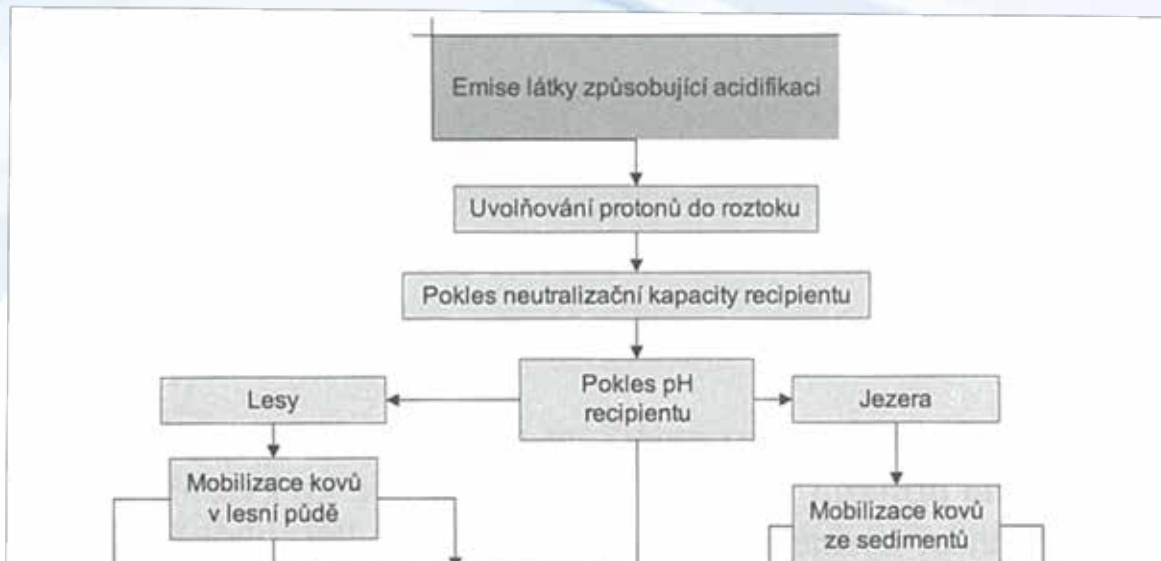 Emise látky způsobující acidifikaci
Uvolňování protonů do roztoku
Pokles neutralizační kapacity recipientu
Pokles pH
recipientu
Lesy
Jezera
Mobilizace kovů
v lesní půdě
Mobilizace kovů
ze sedimentů